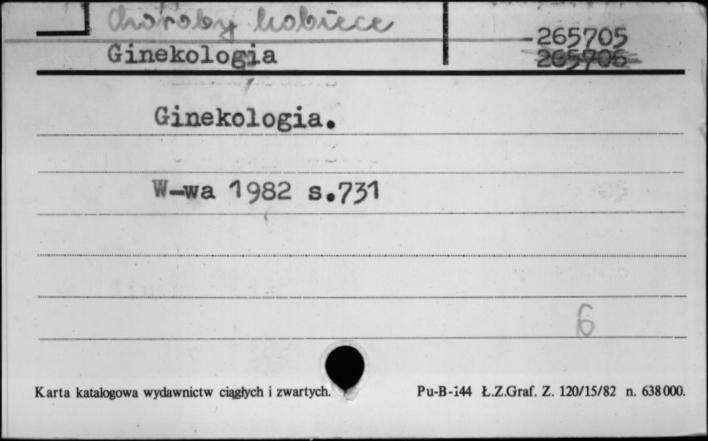 Choroby kobiece
-265705
Ginekologia
265706
Ginekologia.
W-wa 1982 s.731
6
Karta katalogowa wydawnictw ciągłych i zwartych.
Pu-B-144 Ł.Z.Graf. Z. 120/15/82 n. 638000.